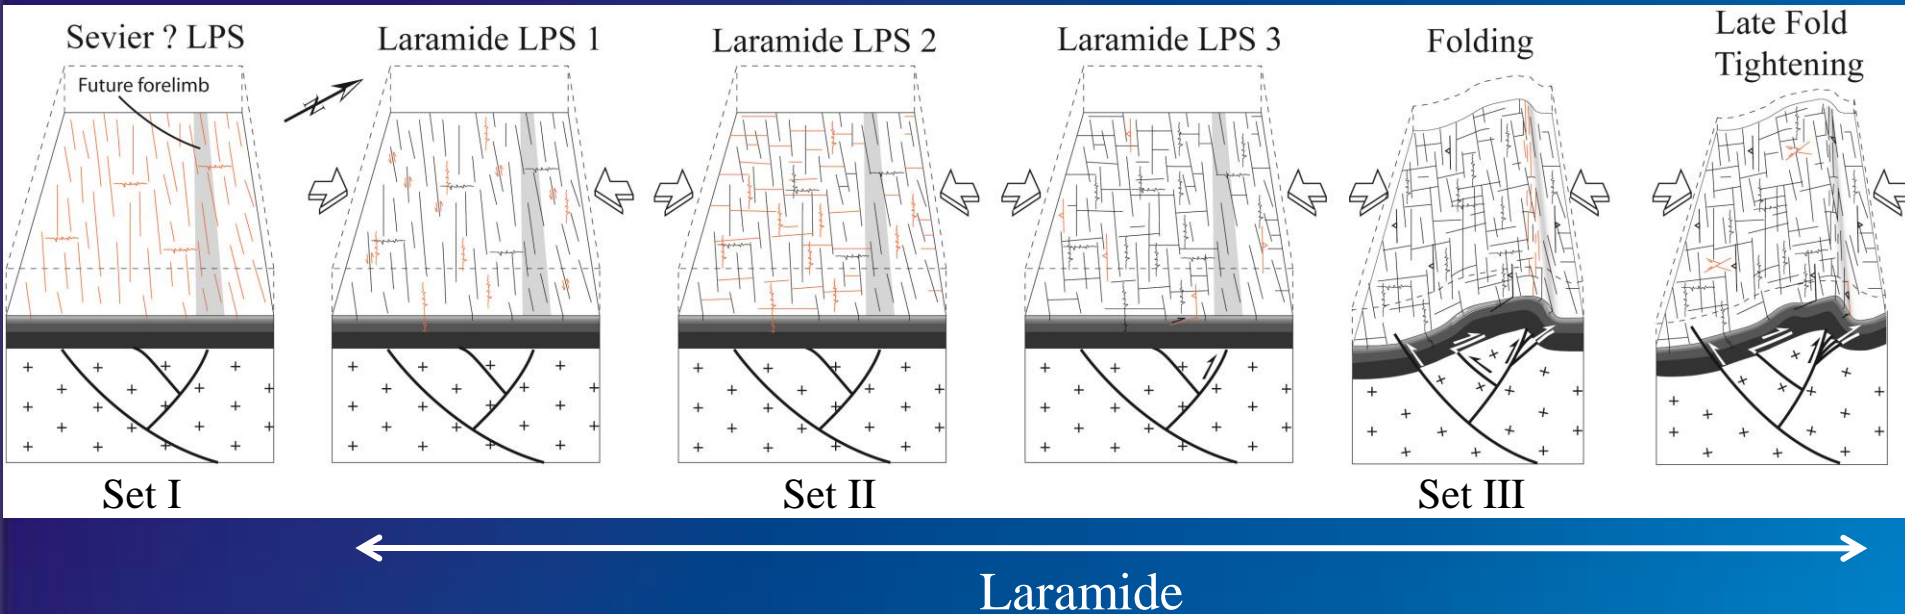 Sevier ? LPS
Laramide LPS 1
Laramide LPS 2
Laramide LPS 3
Folding
Late Fold
Tightening
Future forelimb
N
Set I
Set II
Set III
Laramide